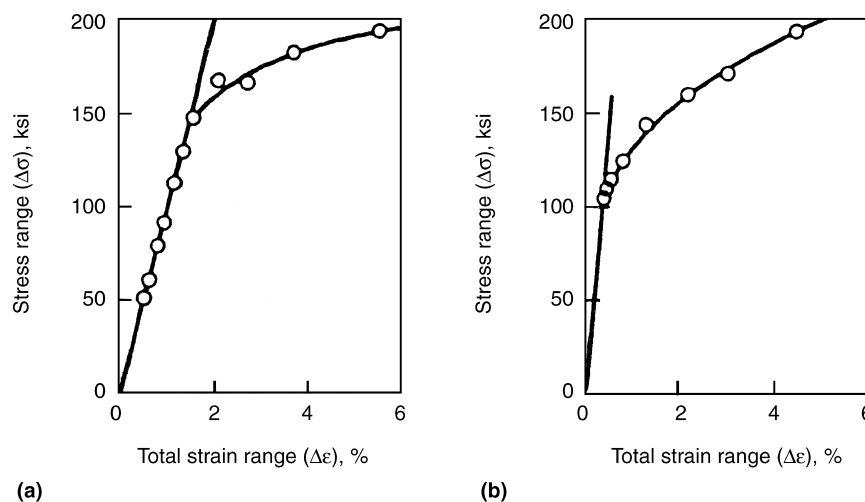 200
150
100
50
0
0 2 4 6
Stress range (Δσ), ksi
Total strain range (Δε), %
(a)
200
150
100
50
0
0 2 4 6
Stress range (Δσ), ksi
Total strain range (Δε), %
(b)